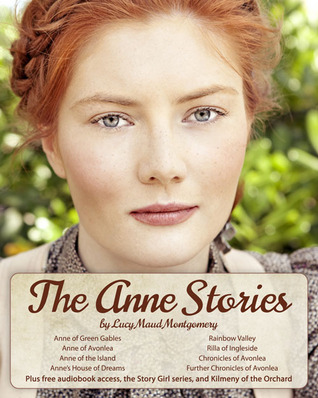 The Anne Stories
by Lucy Maud Montgomery
Anne of Green Gables
Anne of Avonlea
Anne of the Island
Anne's House of Dreams
Rainbow Valley
Rilla of Ingleside
Chronicles of Avonlea
Further Chronicles of Avonlea
Plus free audiobook access, the Story Girl series, and Kilmeny of the Orchard